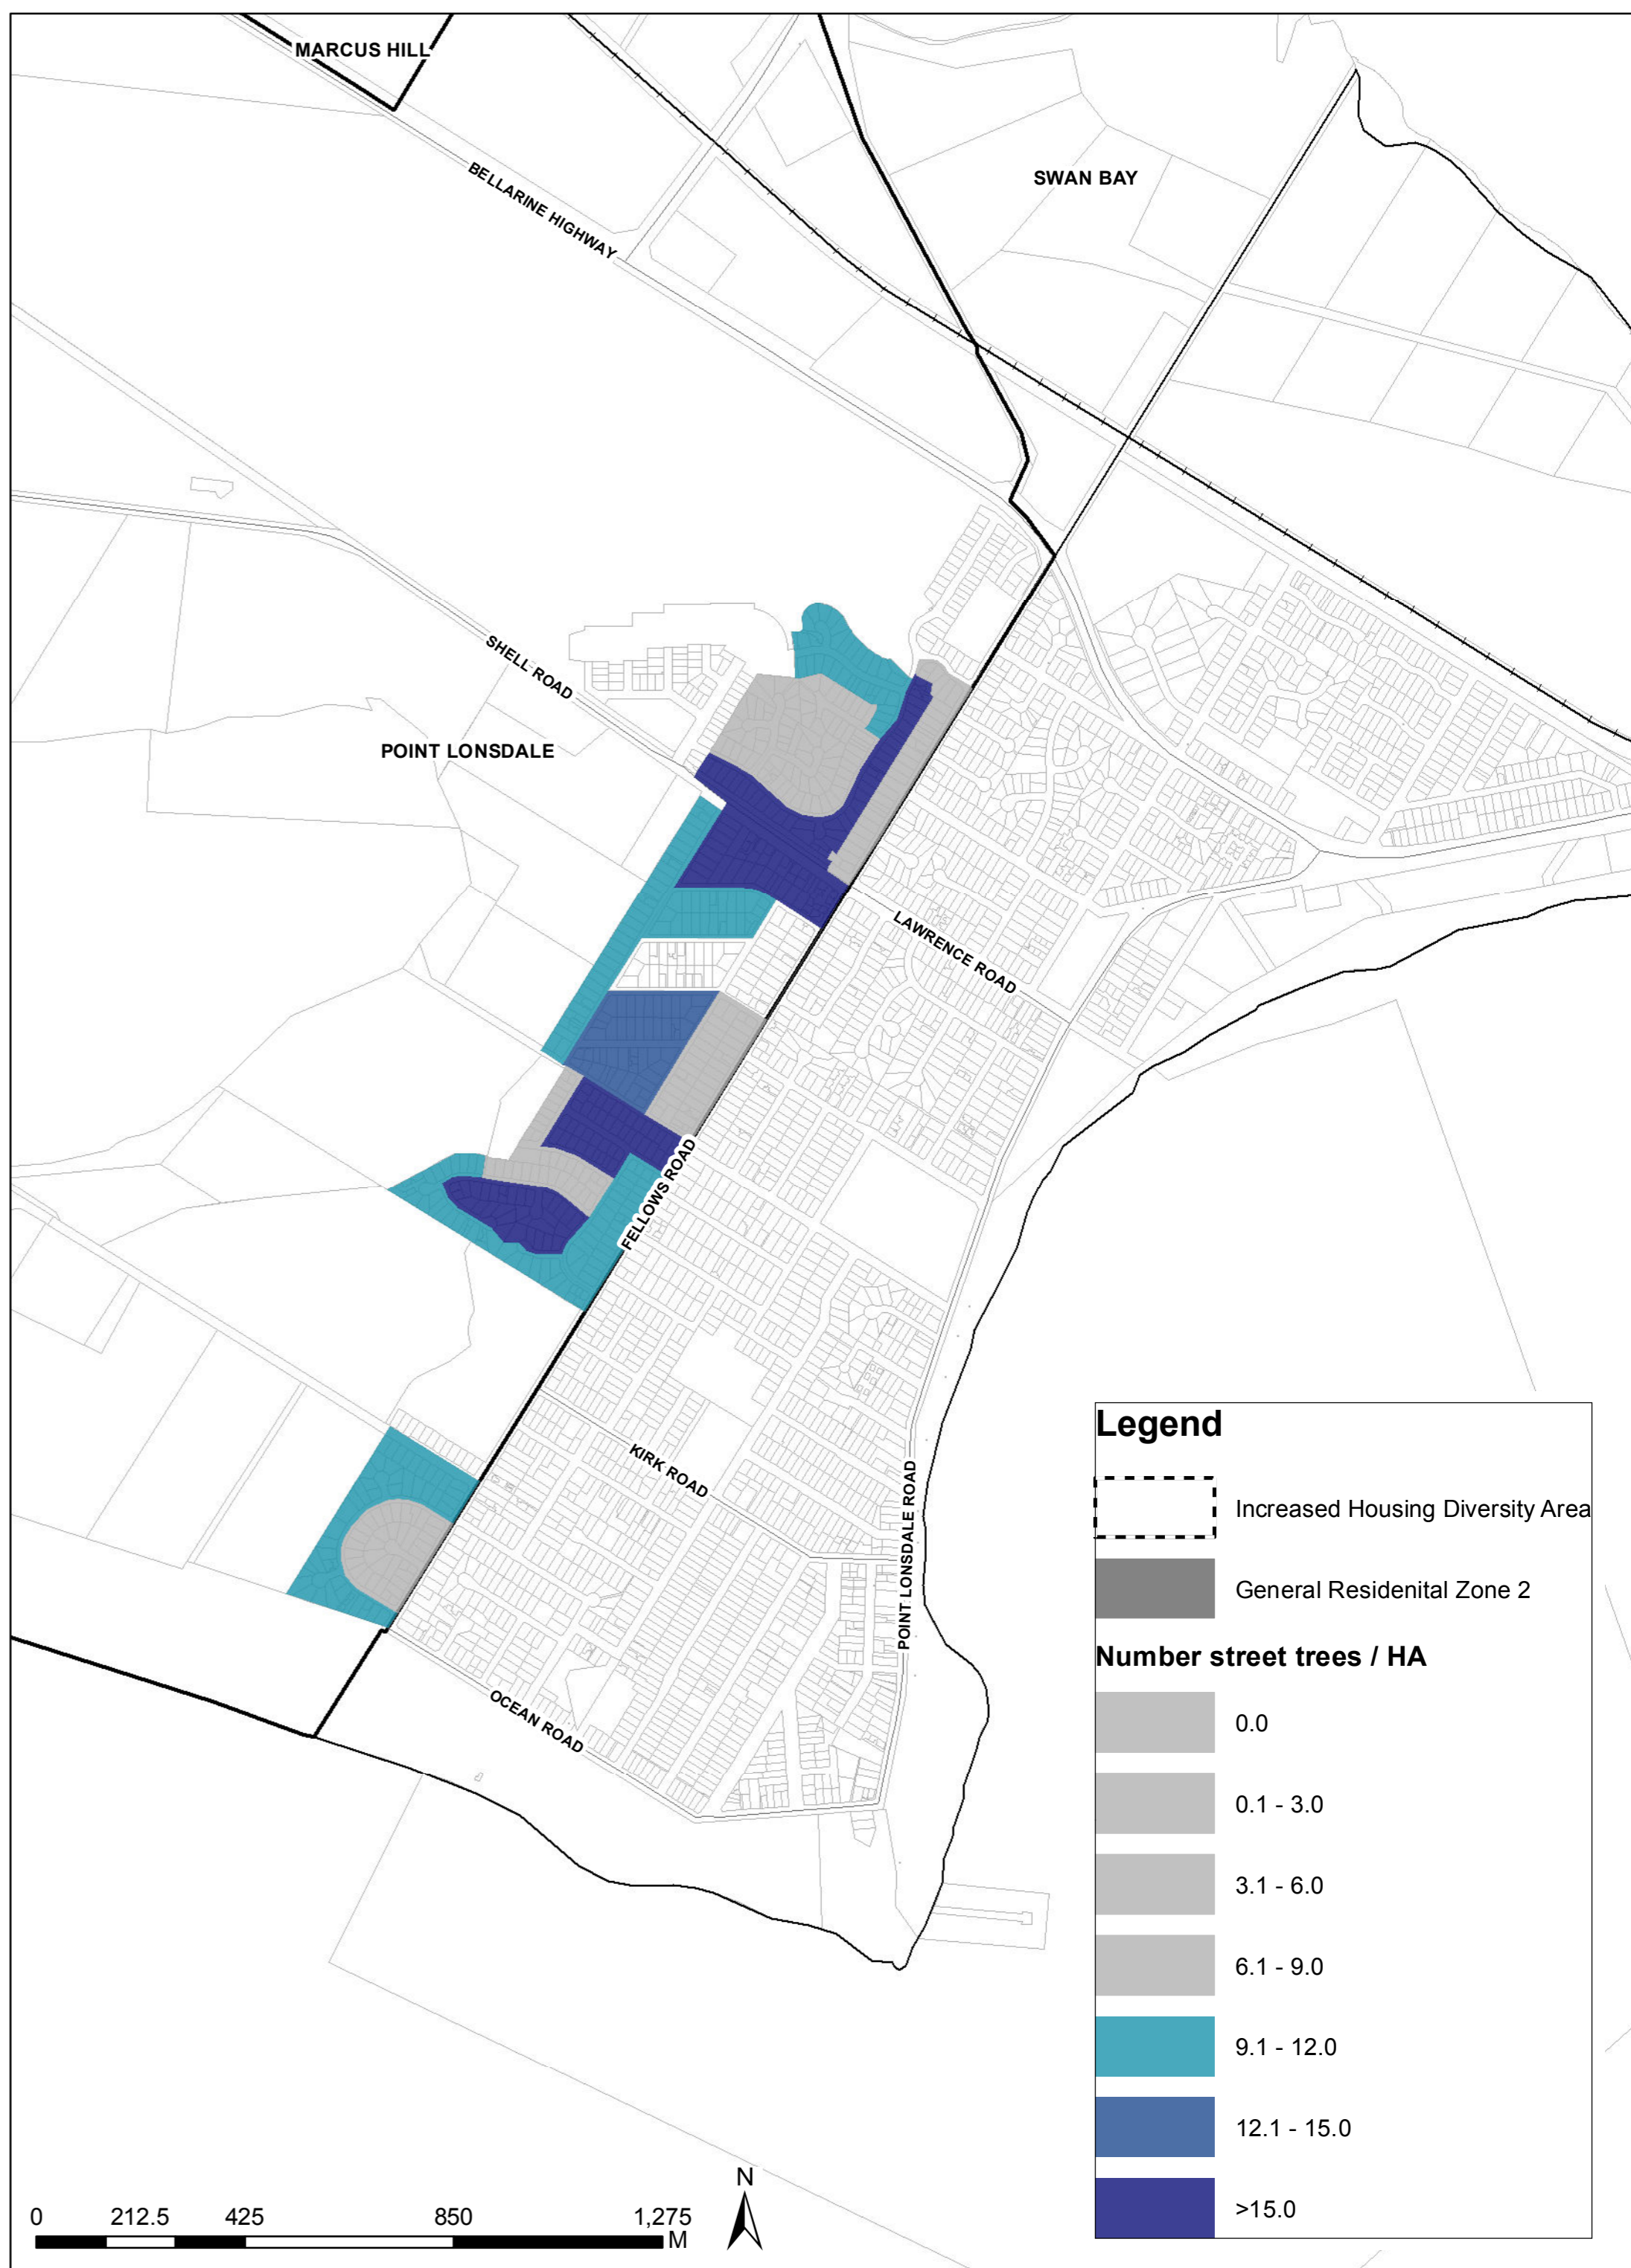 MARCUS HILL
SWAN BAY
BELLARINE HIGHWAY
SHELL ROAD
POINT LONSDALE
LAWRENCE ROAD
FELLOWS ROAD
KIRK ROAD
POINT LONSDALE ROAD
OCEAN ROAD
Legend
Increased Housing Diversity Area
General Residenital Zone 2
Number street trees / HA
0.0
0.1 - 3.0
3.1 - 6.0
6.1 - 9.0
9.1 - 12.0
12.1 - 15.0
>15.0
N
0 212.5 425 850 1,275
M